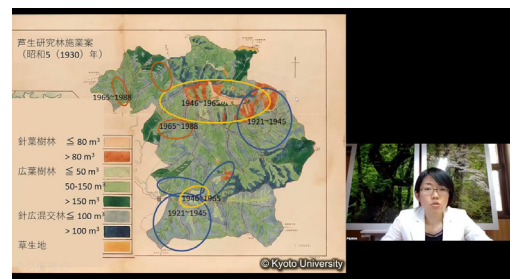 芦生研究林施業案
(昭和5(1930)年)
1965~1988
1946~1965
1921~1945
1965~1988
針葉樹林 ≦ 80 m³
> 80 m³
広葉樹林 ≦ 50 m³
50-150 m³
> 150 m³
針広混交林≦ 100 m³
> 100 m³
草生地
1946~1965
1921~1945
© Kyoto University